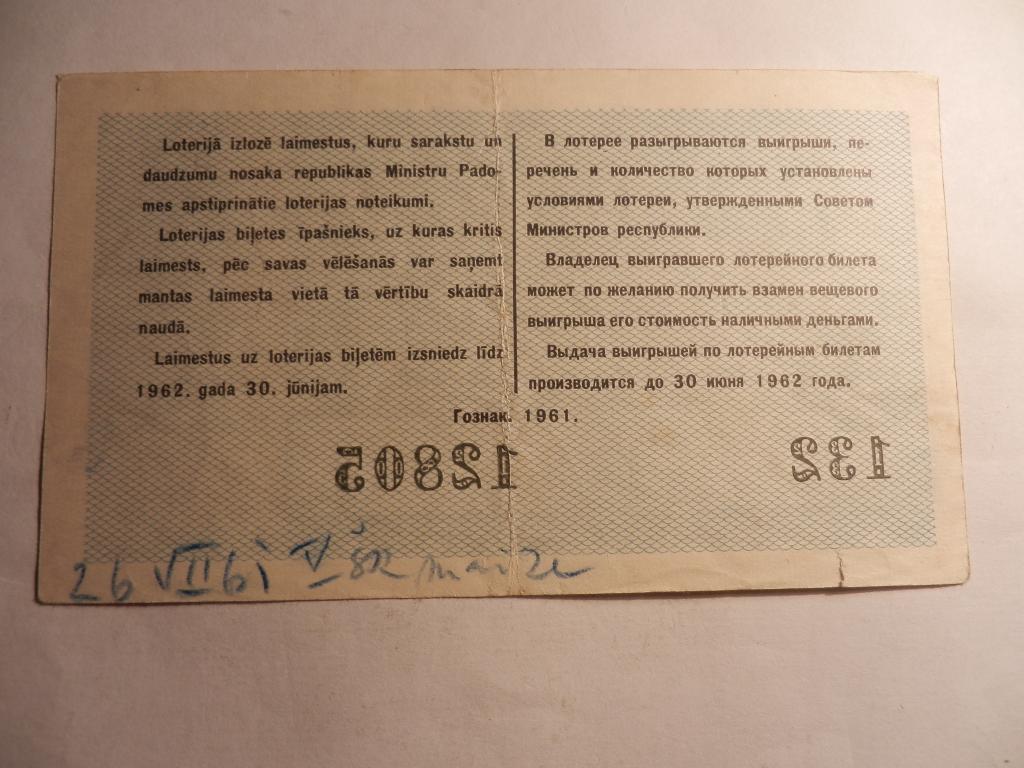 Loterijā izlozē laimestus, kuru sarakstu un
daudzumu nosaka republikas Ministru Pado-
mes apstiprinātie loterijas noteikumi.
Loterijas biļetes īpašnieks, uz kuras kritis
laimests, pēc savas vēlēšanās var saņemt
mantas laimesta vietā tā vērtību skaidrā
naudā.
Laimestus uz loterijas biļetēm izsniedz līdz
1962. gada 30. jūnijam.
В лотерее разыгрываются выигрыши, пе-
речень и количество которых установлены
условиями лотереи, утвержденными Советом
Министров республики.
Владелец выигравшего лотерейного билета
может по желанию получить взамен вещевого
выигрыша его стоимость наличными деньгами.
Выдача выигрышей по лотерейным билетам
производится до 30 июня 1962 года.
Гознак. 1961.
12805 132
26 VII 61 V šk